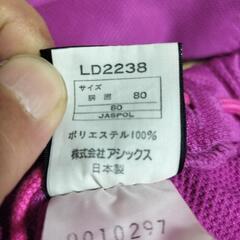 LD2238
サイズ
胴囲 80
80
JASPOL
ポリエステル100%
株式会社アシックス
日本製
0010297